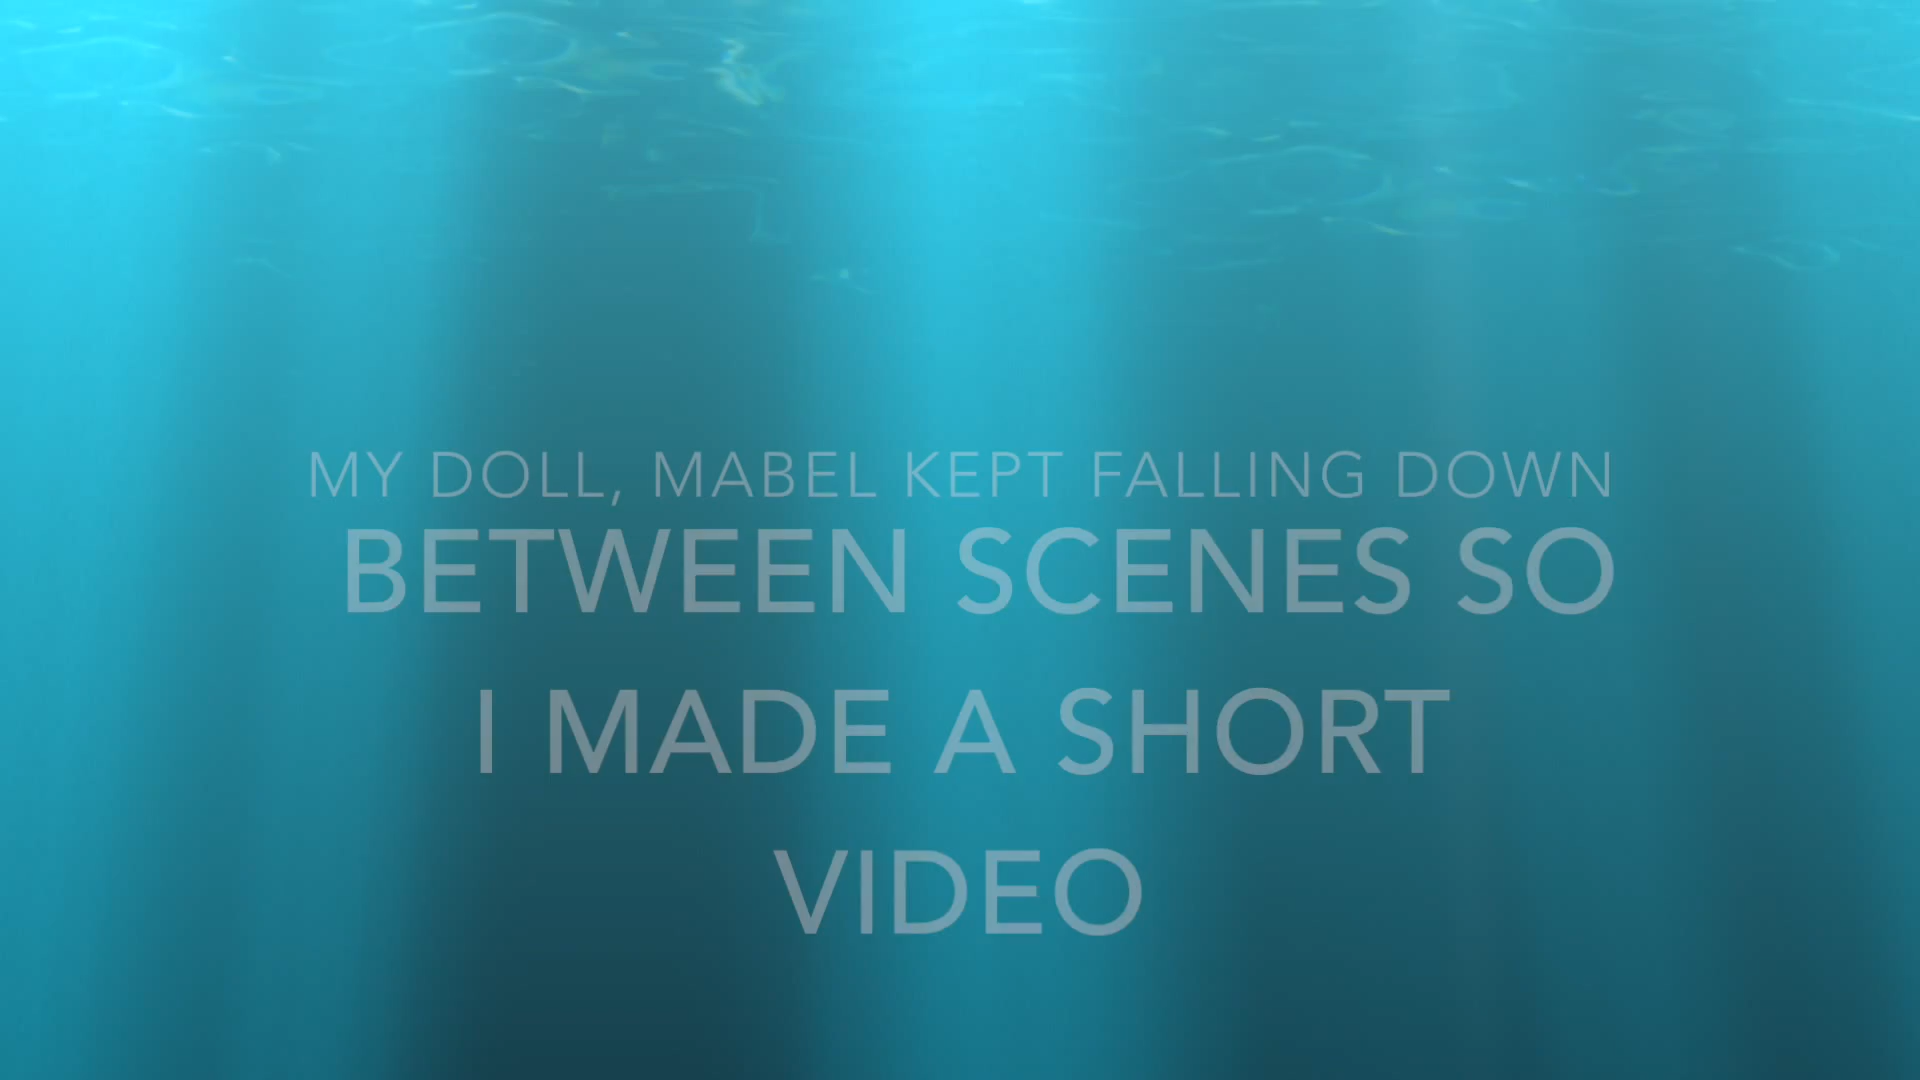 MY DOLL, MABEL KEPT FALLING DOWN
BETWEEN SCENES SO
I MADE A SHORT
VIDEO